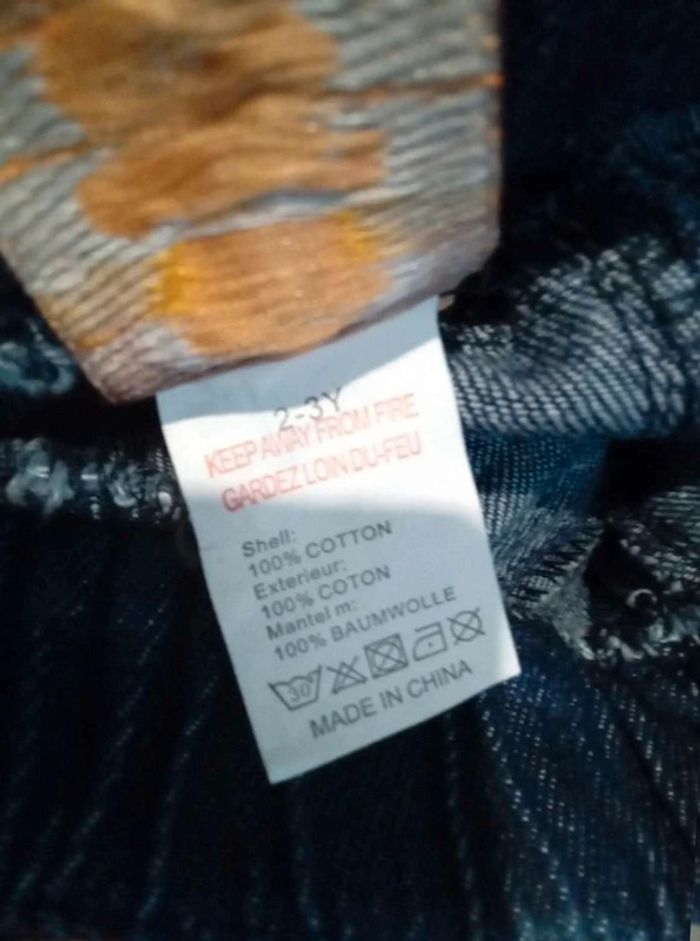 2-3Y
KEEP AWAY FROM FIRE
GARDEZ LOIN DU-FEU
Shell:
100% COTTON
Exterieur:
100% COTON
Mantel m:
100% BAUMWOLLE
30°
MADE IN CHINA